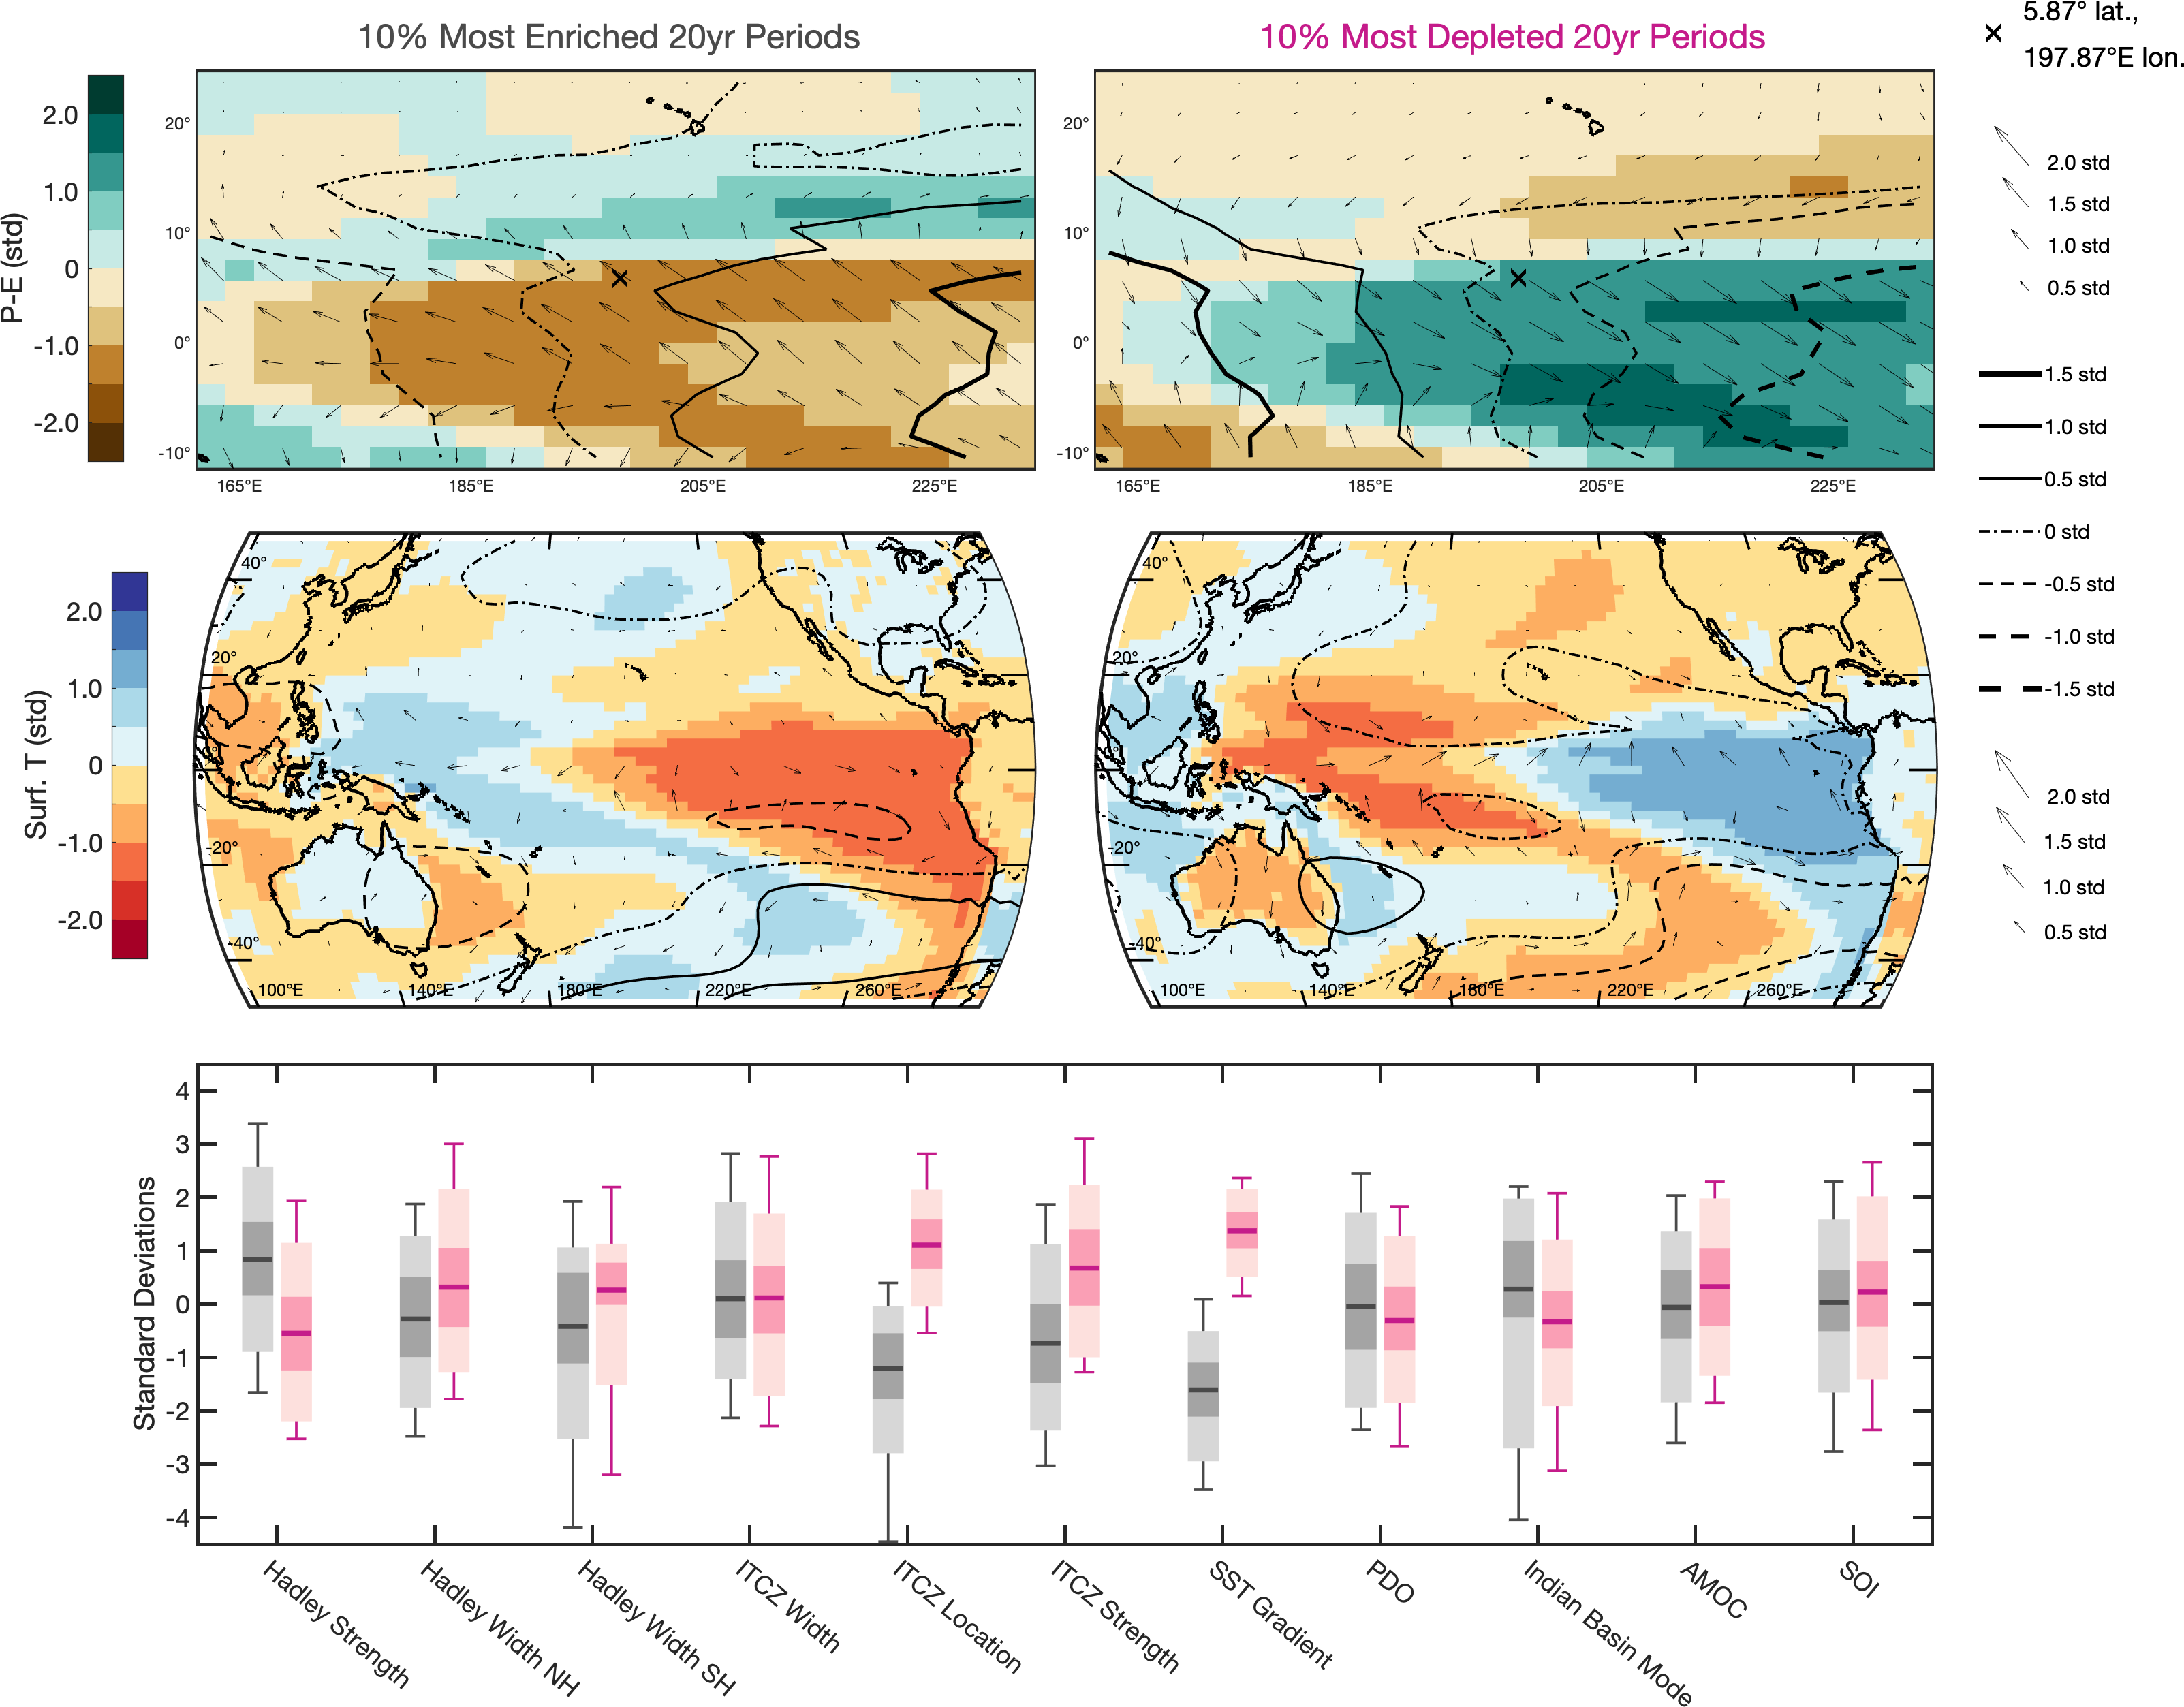 10% Most Enriched 20yr Periods
10% Most Depleted 20yr Periods
5.87° lat.,
197.87°E lon.
P-E (std)
2.0
1.0
0
-1.0
-2.0
20°
10°
0°
-10°
165°E 185°E 205°E 225°E
20°
10°
0°
-10°
165°E 185°E 205°E 225°E
2.0 std
1.5 std
1.0 std
0.5 std
1.5 std
1.0 std
0.5 std
0 std
-0.5 std
-1.0 std
-1.5 std
Surf. T (std)
2.0
1.0
0
-1.0
-2.0
40°
20°
0°
-20°
-40°
100°E 140°E 180°E 220°E 260°E
40°
20°
0°
-20°
-40°
100°E 140°E 180°E 220°E 260°E
2.0 std
1.5 std
1.0 std
0.5 std
Standard Deviations
4
3
2
1
0
-1
-2
-3
-4
Hadley Strength
Hadley Width NH
Hadley Width SH
ITCZ Width
ITCZ Location
ITCZ Strength
SST Gradient
PDO
Indian Basin Mode
AMOC
SOI